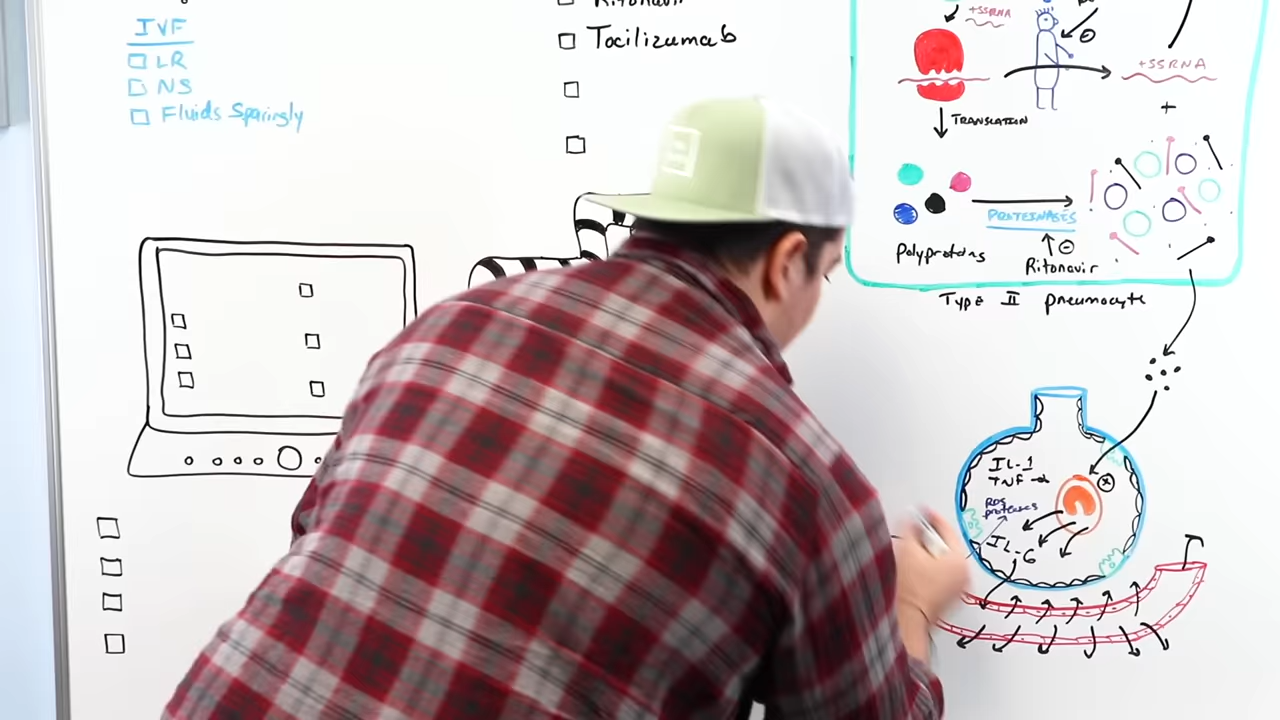 IVF
LR
NS
Fluids Sparingly
Ritonavir
Tocilizumab
+SSRNA
TRANSLATION
+SSRNA
+
PROTEINASES
Polyproteins
Ritonavir
Type II pneumocyte
IL-1
TNF-α
ROS
proteases
IL-6